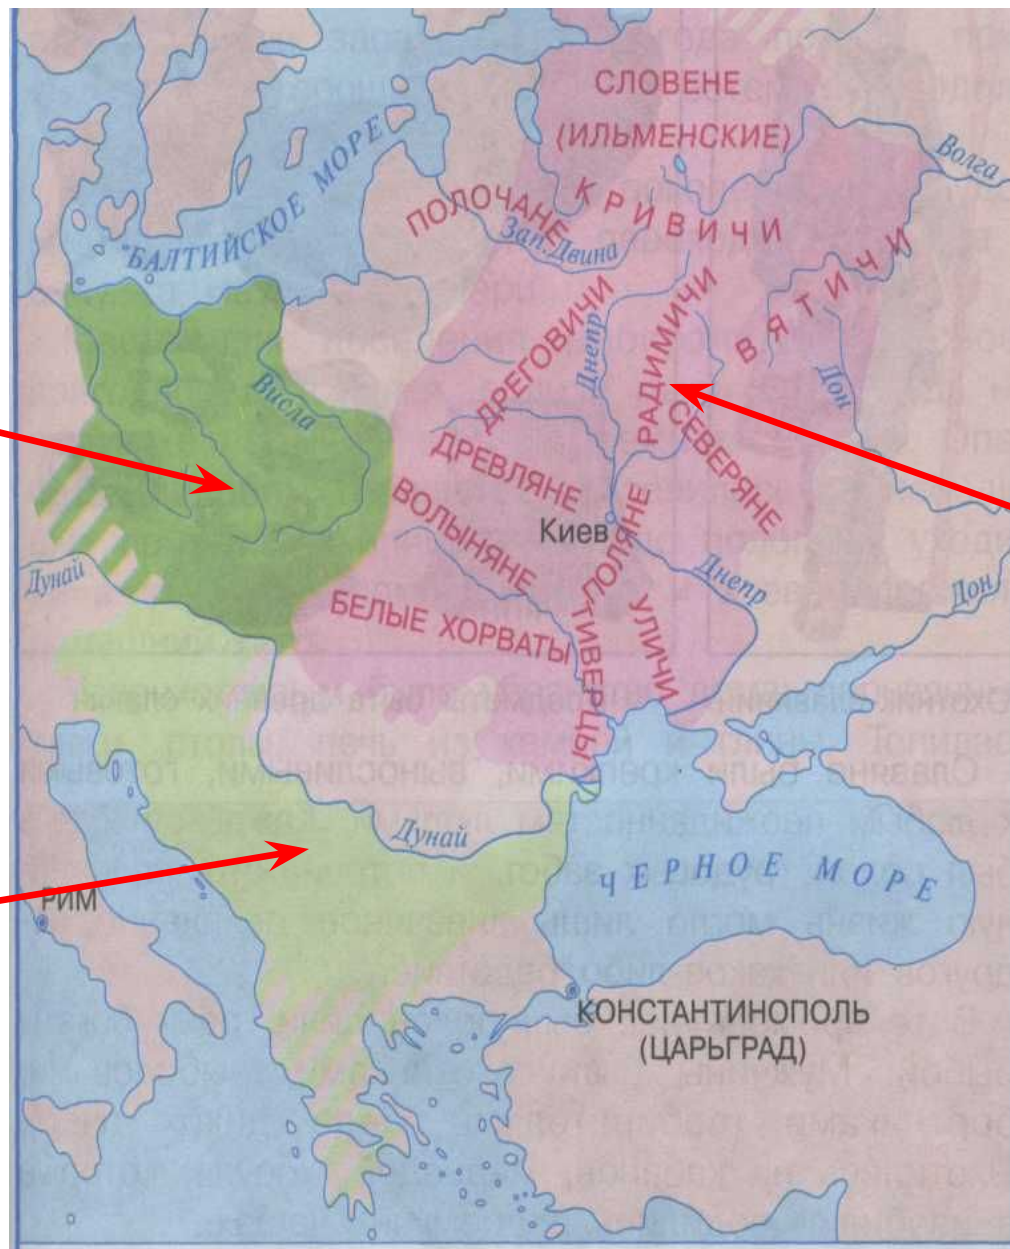 СЛОВЕНЕ
(ИЛЬМЕНСКИЕ)
Волга
БАЛТИЙСКОЕ МОРЕ
ПОЛОЧАНЕ
КРИВИЧИ
Зап. Двина
ВЯТИЧИ
ДРЕГОВИЧИ
Днепр
РАДИМИЧИ
Дон
Висла
СЕВЕРЯНЕ
ДРЕВЛЯНЕ
ВОЛЫНЯНЕ
Киев
ПОЛЯНЕ
Дунай
Днепр
Дон
БЕЛЫЕ ХОРВАТЫ
ТИВЕРЦЫ
УЛИЧИ
Дунай
ЧЕРНОЕ МОРЕ
РИМ
КОНСТАНТИНОПОЛЬ
(ЦАРЬГРАД)